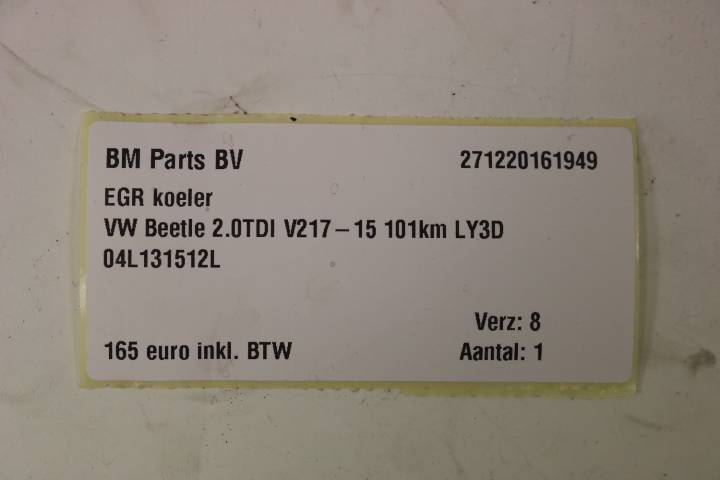 BM Parts BV 271220161949
EGR koeler
VW Beetle 2.0TDI V217-15 101km LY3D
04L131512L
Verz: 8
165 euro inkl. BTW Aantal: 1